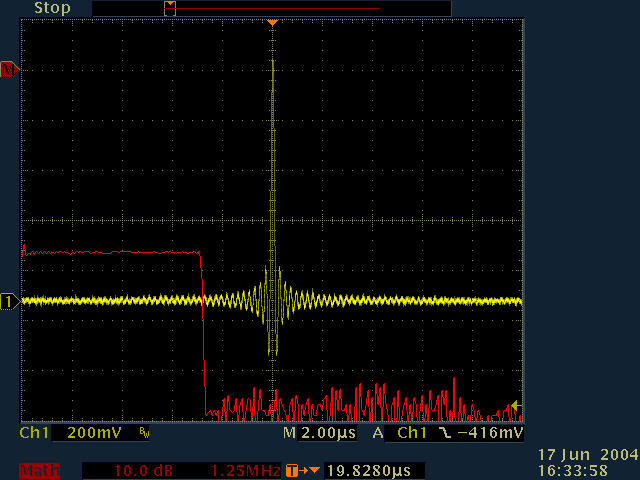 Stop
M
1
Ch1 200mV BW M 2.00µs A Ch1 -416mV
Math 10.0 dB 1.25MHz T 19.8280µs
17 Jun 2004
16:33:58